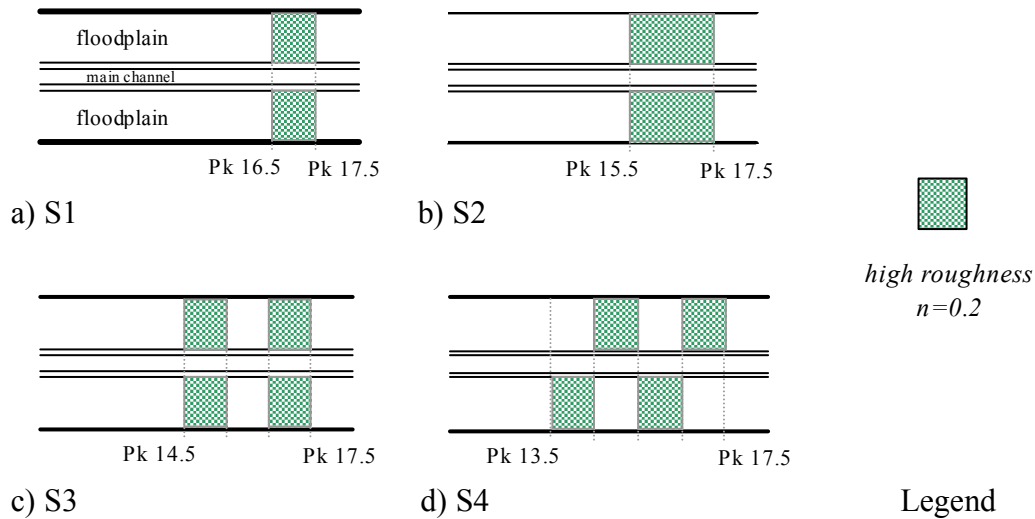 floodplain
main channel
floodplain
Pk 16.5 Pk 17.5
a) S1
Pk 15.5 Pk 17.5
b) S2
high roughness
n=0.2
Pk 14.5 Pk 17.5
c) S3
Pk 13.5 Pk 17.5
d) S4
Legend